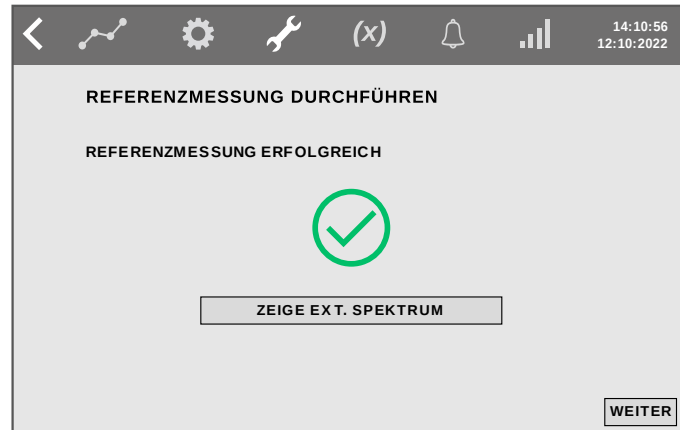 (x)
14:10:56
12:10:2022
REFERENZMESSUNG DURCHFÜHREN
REFERENZMESSUNG ERFOLGREICH
ZEIGE EXT. SPEKTRUM
WEITER